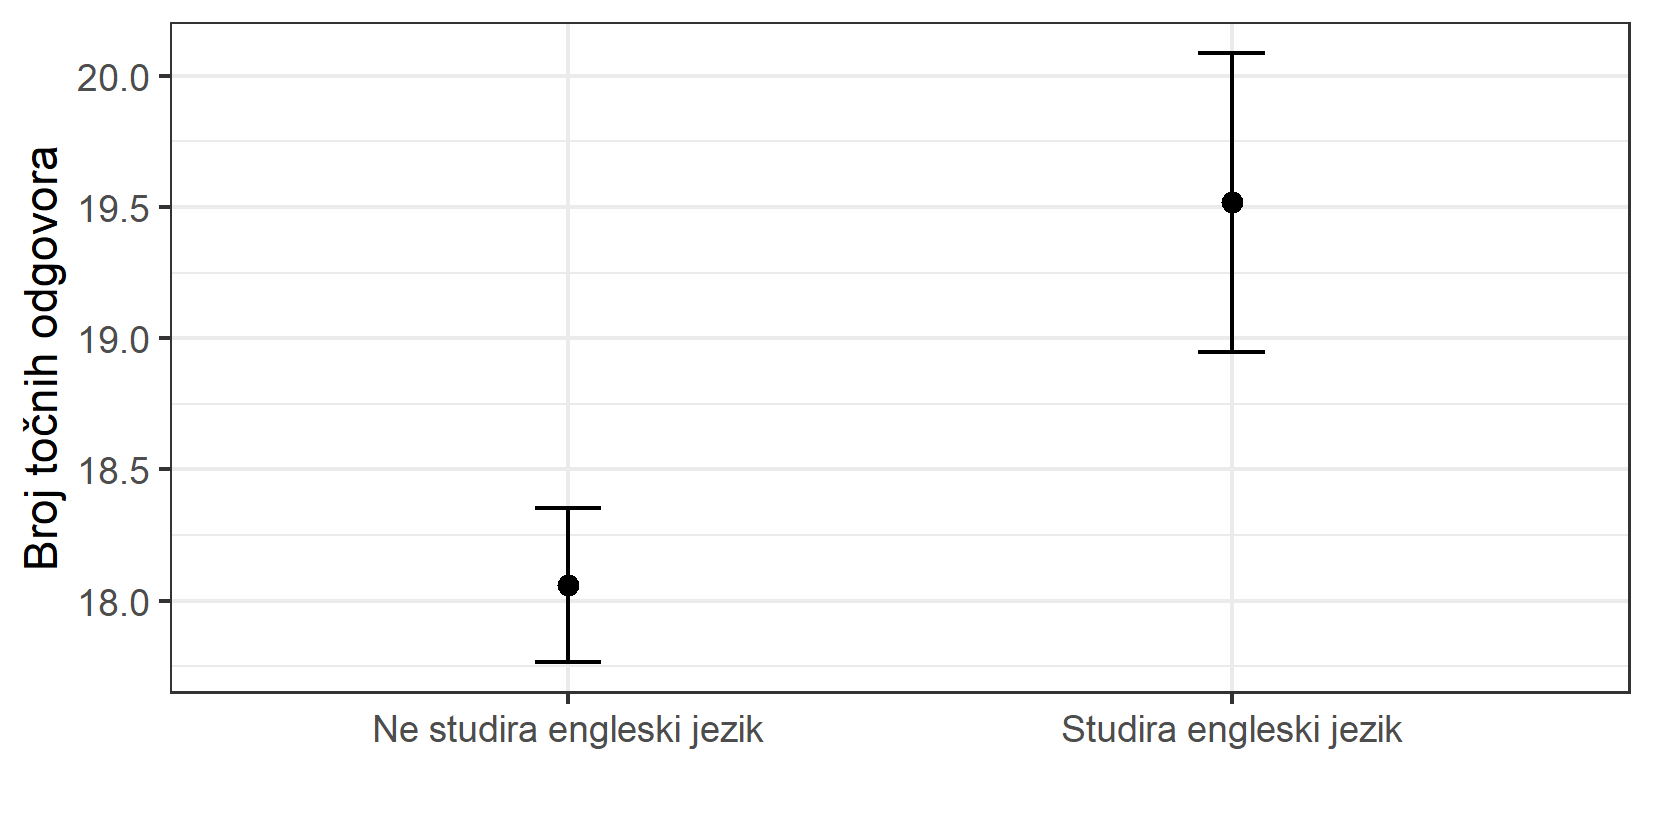 Broj točnih odgovora
20.0
19.5
19.0
18.5
18.0
Ne studira engleski jezik
Studira engleski jezik